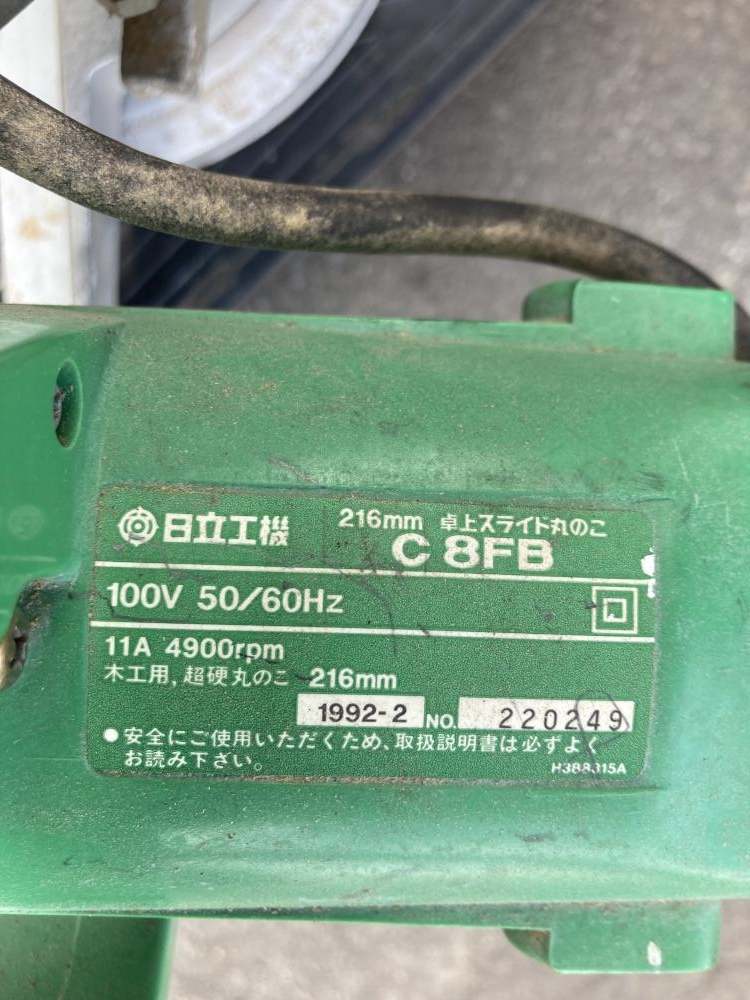 日立工機 216mm 卓上スライド丸のこ
C 8FB
100V 50/60Hz
11A 4900rpm
木工用, 超硬丸のこ 216mm
1992-2 NO. 220249
●安全にご使用いただくため、取扱説明書は必ずよく
お読み下さい。
H388315A